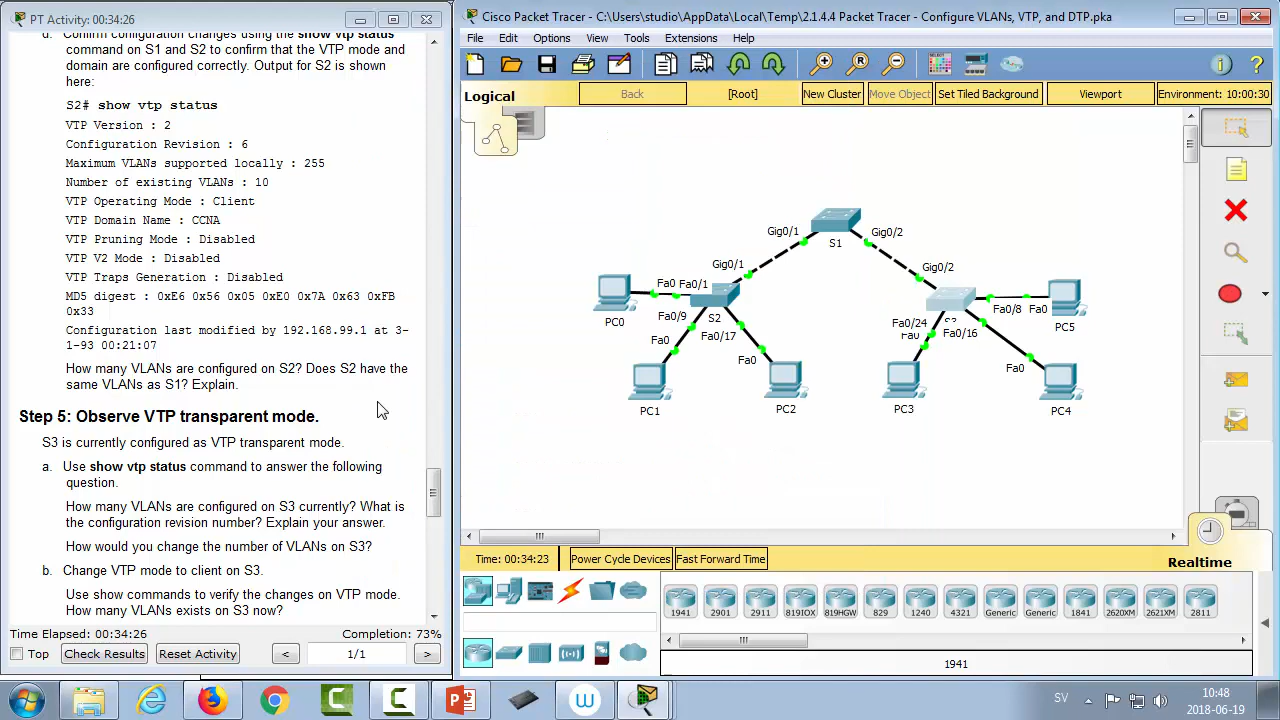 PT Activity: 00:34:26
d. Confirm configuration changes using the show vtp status
command on S1 and S2 to confirm that the VTP mode and
domain are configured correctly. Output for S2 is shown
here:
S2# show vtp status
VTP Version : 2
Configuration Revision : 6
Maximum VLANs supported locally : 255
Number of existing VLANs : 10
VTP Operating Mode : Client
VTP Domain Name : CCNA
VTP Pruning Mode : Disabled
VTP V2 Mode : Disabled
VTP Traps Generation : Disabled
MD5 digest : 0xE6 0x56 0x05 0xE0 0x7A 0x63 0xFB
0x33
Configuration last modified by 192.168.99.1 at 3-
1-93 00:21:07
How many VLANs are configured on S2? Does S2 have the
same VLANs as S1? Explain.
Step 5: Observe VTP transparent mode.
S3 is currently configured as VTP transparent mode.
a. Use show vtp status command to answer the following
question.
How many VLANs are configured on S3 currently? What is
the configuration revision number? Explain your answer.
How would you change the number of VLANs on S3?
b. Change VTP mode to client on S3.
Use show commands to verify the changes on VTP mode.
How many VLANs exists on S3 now?
Time Elapsed: 00:34:26
Completion: 73%
Top
Check Results
Reset Activity
<
1/1
>
Cisco Packet Tracer - C:\Users\studio\AppData\Local\Temp\2.1.4.4 Packet Tracer - Configure VLANs, VTP, and DTP.pka
File Edit Options View Tools Extensions Help
Logical
Back
[Root]
New Cluster
Move Object
Set Tiled Background
Viewport
Environment: 10:00:30
S1
Gig0/1
Gig0/2
Gig0/1
Gig0/2
PC0
Fa0
Fa0/1
S2
Fa0/9
Fa0/17
Fa0
Fa0
PC1
PC2
Fa0/24
Fa0
Fa0/16
Fa0/8
Fa0
PC5
Fa0
PC3
PC4
Time: 00:34:23
Power Cycle Devices
Fast Forward Time
Realtime
1941
2901
2911
819IOX
819HGW
829
1240
4321
Generic
Generic
1841
2620XM
2621XM
2811
1941
SV
10:48
2018-06-19